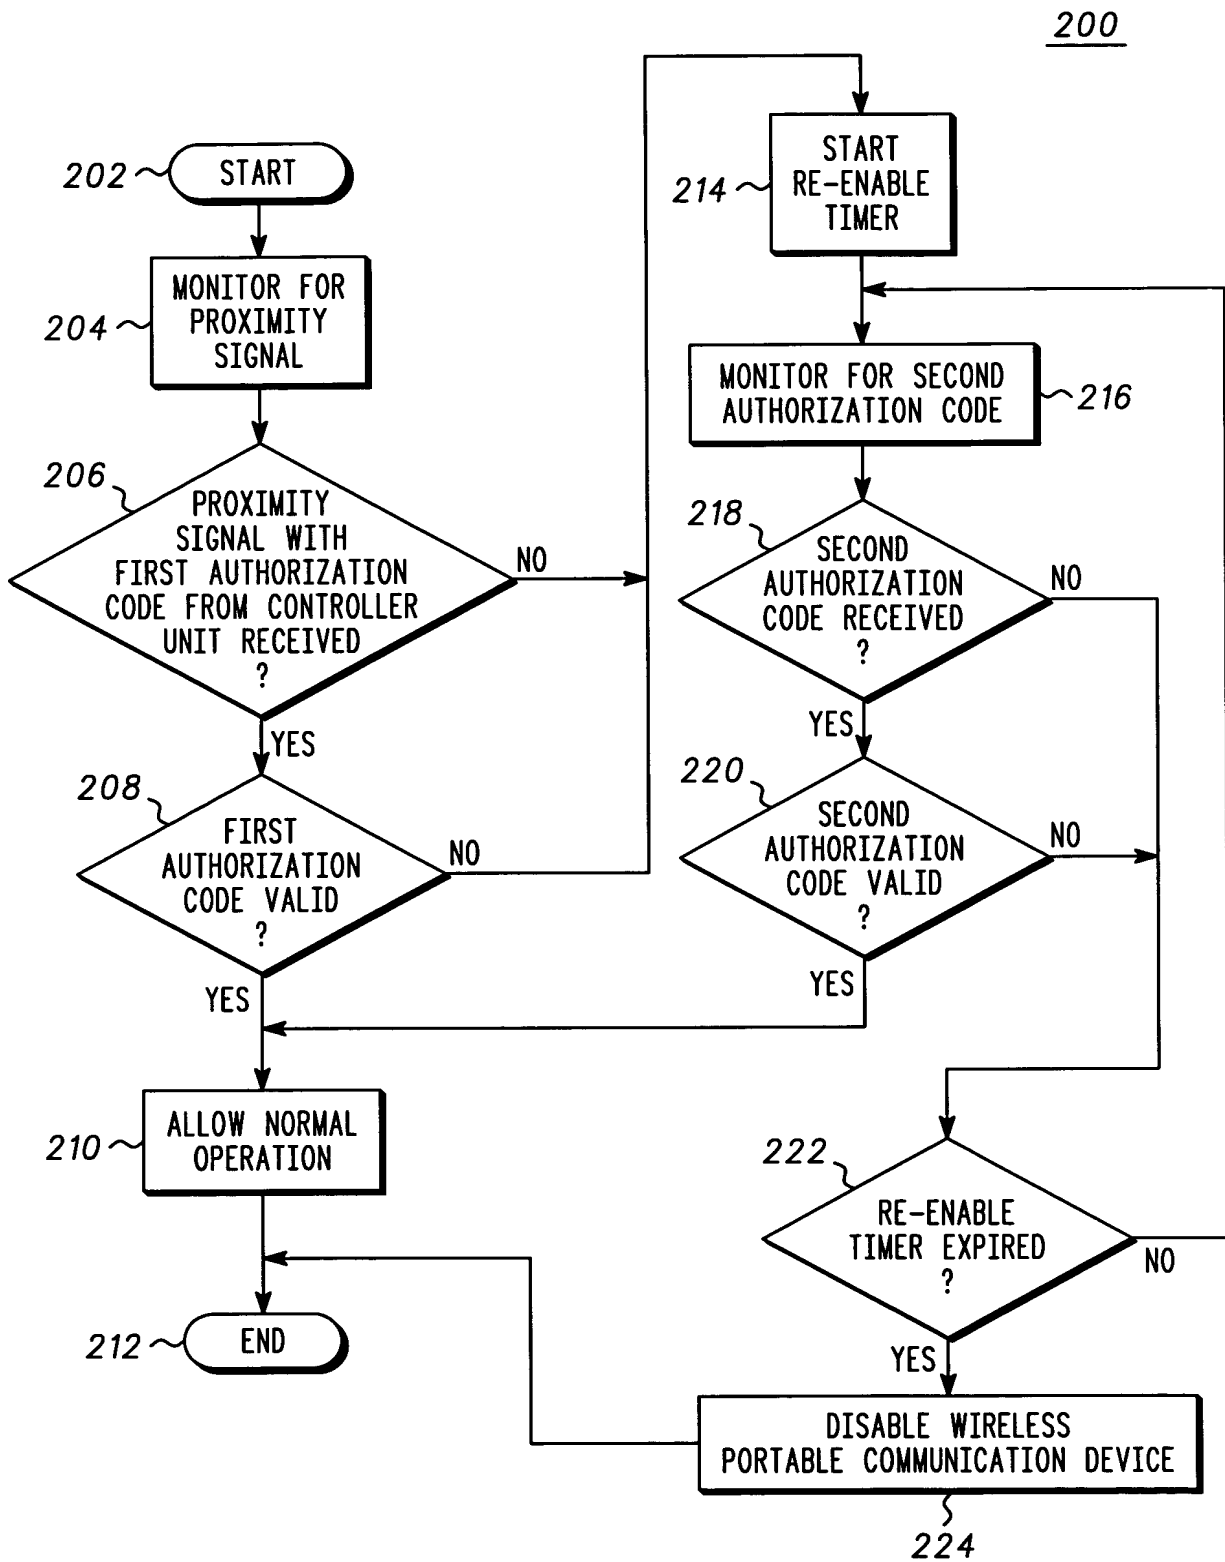 200
202
START
204
MONITOR FOR
PROXIMITY
SIGNAL
206
PROXIMITY
SIGNAL WITH
FIRST AUTHORIZATION
CODE FROM CONTROLLER
UNIT RECEIVED
?
NO
YES
208
FIRST
AUTHORIZATION
CODE VALID
?
NO
YES
210
ALLOW NORMAL
OPERATION
212
END
214
START
RE-ENABLE
TIMER
MONITOR FOR SECOND
AUTHORIZATION CODE
216
218
SECOND
AUTHORIZATION
CODE RECEIVED
?
NO
YES
220
SECOND
AUTHORIZATION
CODE VALID
?
NO
YES
222
RE-ENABLE
TIMER EXPIRED
?
NO
YES
DISABLE WIRELESS
PORTABLE COMMUNICATION DEVICE
224